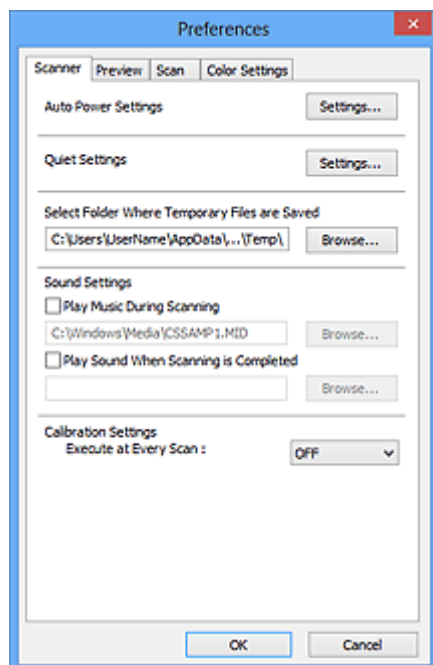 Preferences
Scanner Preview Scan Color Settings
Auto Power Settings Settings...
Quiet Settings Settings...
Select Folder Where Temporary Files are Saved
C:\Users\UserName\AppData\...\Temp\ Browse...
Sound Settings
Play Music During Scanning
C:\Windows\Media\CSSAMP1.MID Browse...
Play Sound When Scanning is Completed
Browse...
Calibration Settings
Execute at Every Scan : OFF
OK Cancel